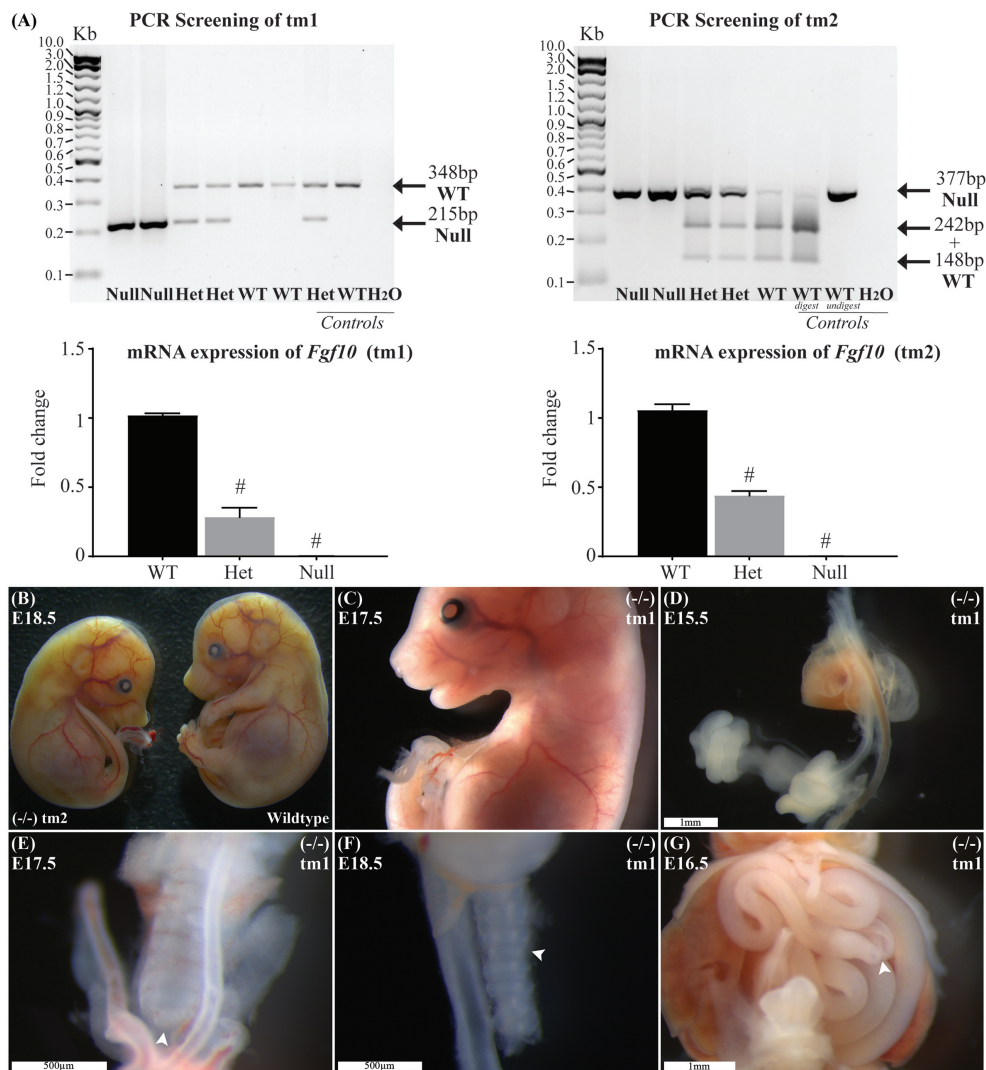 (A)
PCR Screening of tm1
Kb
10.0
3.0
2.0
1.5
1.2
1.0
0.9
0.8
0.7
0.6
0.5
0.4
0.3
0.2
0.1
348bp
WT
215bp
Null
Null Null Het Het WT WT Het WT H2O
Controls
PCR Screening of tm2
Kb
10.0
3.0
2.0
1.5
1.2
1.0
0.9
0.8
0.7
0.6
0.5
0.4
0.3
0.2
0.1
377bp
Null
242bp
+
148bp
WT
Null Null Het Het WT WT WT H2O
digest undigest
Controls
mRNA expression of Fgf10 (tm1)
Fold change
1.5
1
0.5
0
#
#
WT Het Null
mRNA expression of Fgf10 (tm2)
Fold change
1.5
1
0.5
0
#
#
WT Het Null
(B)
E18.5
(-/-) tm2 Wildtype
(C) (-/-)
E17.5 tm1
(D) (-/-)
E15.5 tm1
1mm
(E) (-/-)
E17.5 tm1
500µm
(F) (-/-)
E18.5 tm1
500µm
(G) (-/-)
E16.5 tm1
1mm